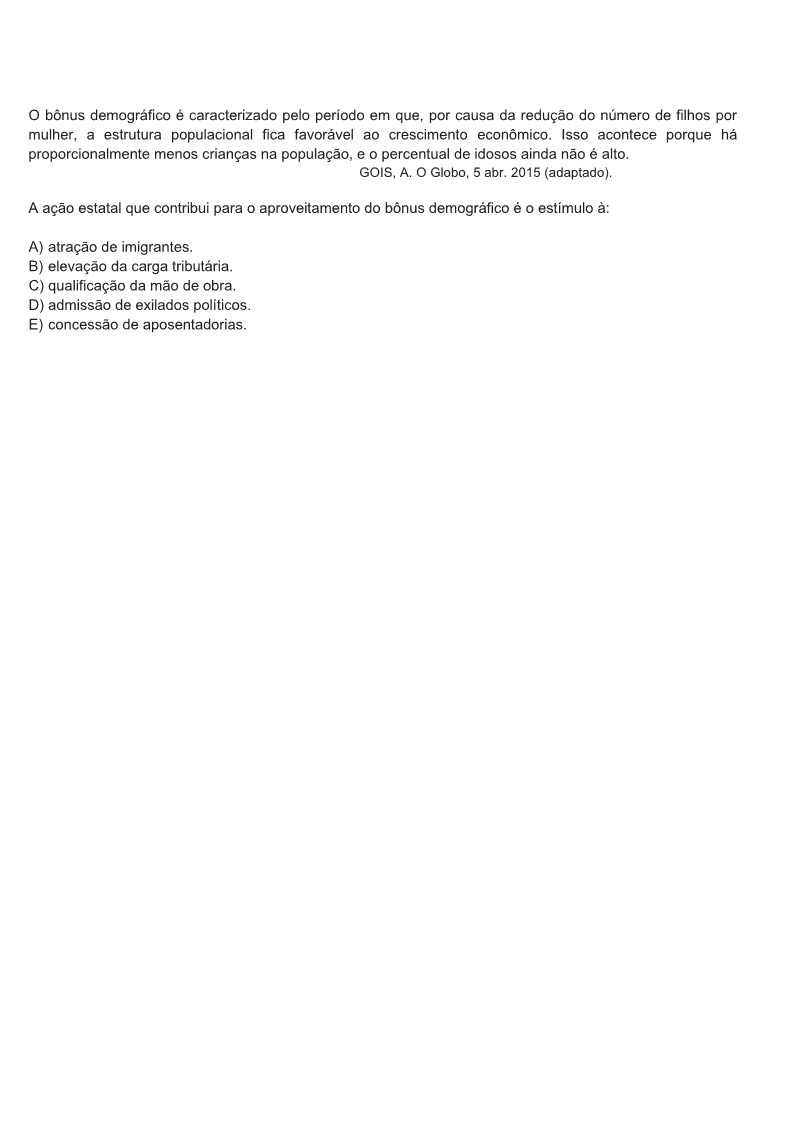 O bônus demográfico é caracterizado pelo período em que, por causa da redução do número de filhos por
mulher, a estrutura populacional fica favorável ao crescimento econômico. Isso acontece porque há
proporcionalmente menos crianças na população, e o percentual de idosos ainda não é alto.
GOIS, A. O Globo, 5 abr. 2015 (adaptado).
A ação estatal que contribui para o aproveitamento do bônus demográfico é o estímulo à:
A) atração de imigrantes.
B) elevação da carga tributária.
C) qualificação da mão de obra.
D) admissão de exilados políticos.
E) concessão de aposentadorias.